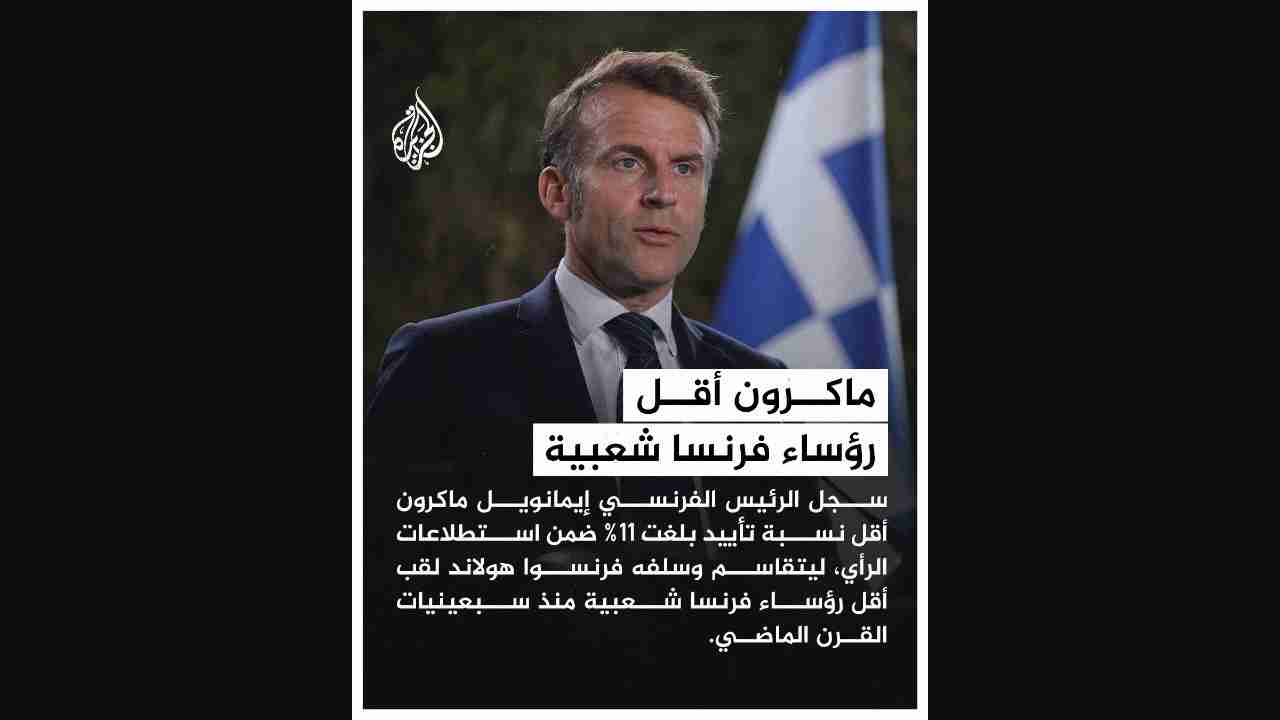 الجزيرة
ماكرون أقل
رؤساء فرنسا شعبية
سجل الرئيس الفرنسي إيمانويل ماكرون
أقل نسبة تأييد بلغت 11% ضمن استطلاعات
الرأي، ليتقاسم وسلفه فرنسوا هولاند لقب
أقل رؤساء فرنسا شعبية منذ سبعينيات
القرن الماضي.